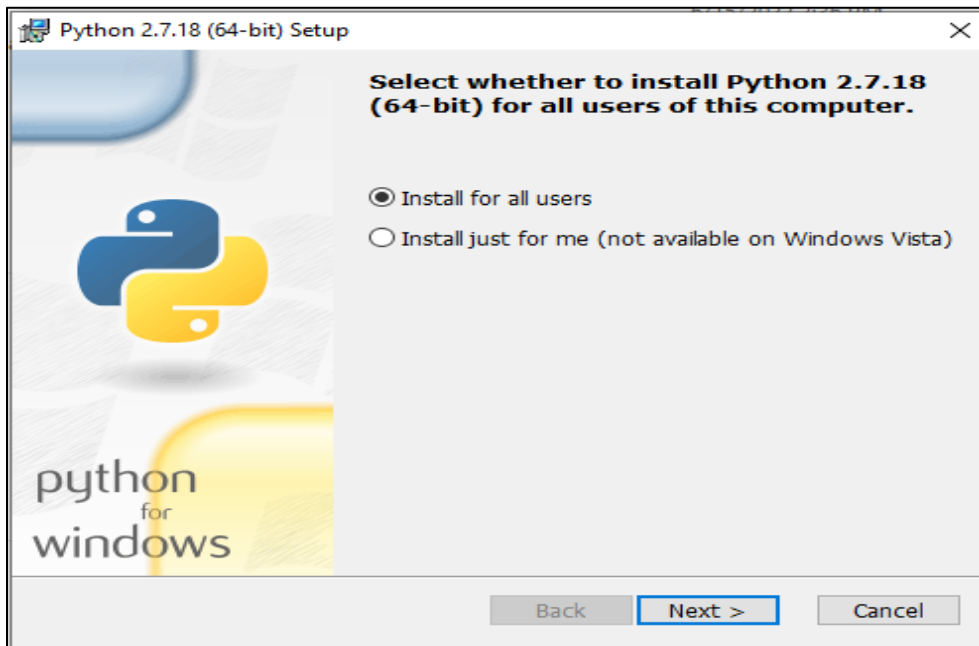 Python 2.7.18 (64-bit) Setup
Select whether to install Python 2.7.18
(64-bit) for all users of this computer.
Install for all users
Install just for me (not available on Windows Vista)
python
for
windows
Back
Next >
Cancel